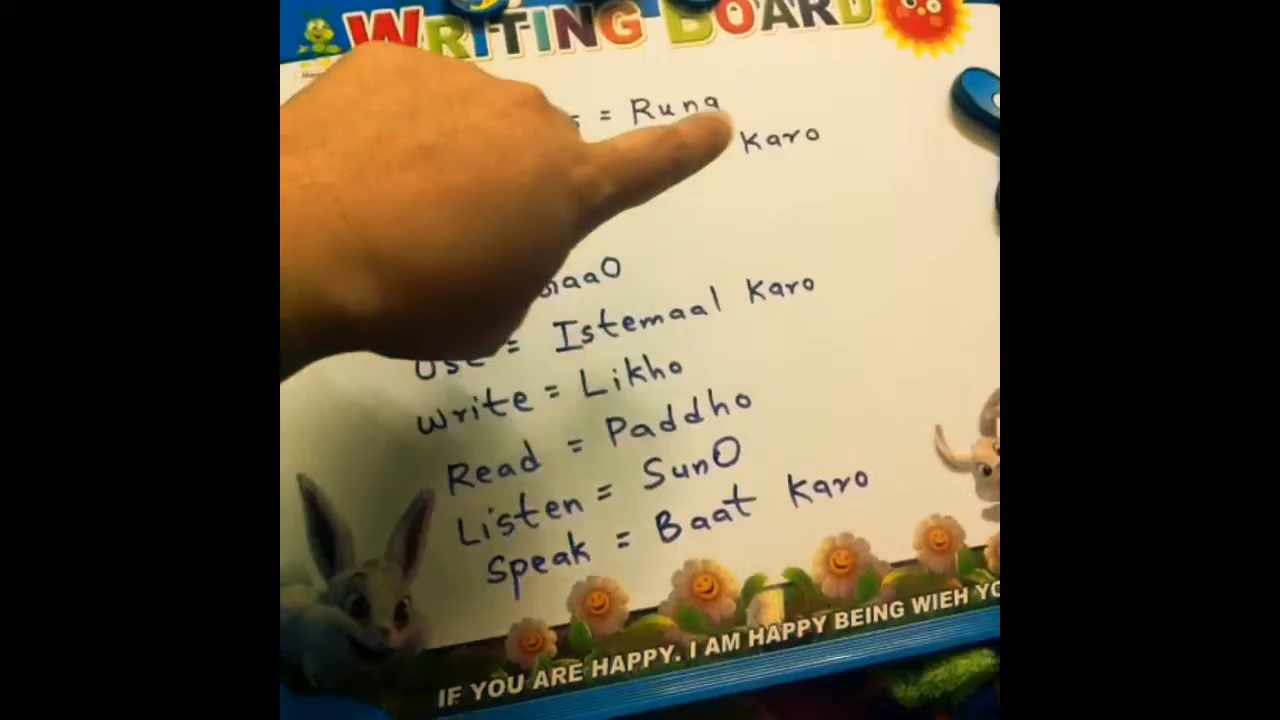 WRITING BOARD
= Runa
Karo
= Istemaal Karo
Write = Likho
Read = Paddho
Listen = SunO
Speak = Baat Karo
IF YOU ARE HAPPY. I AM HAPPY BEING WIEH